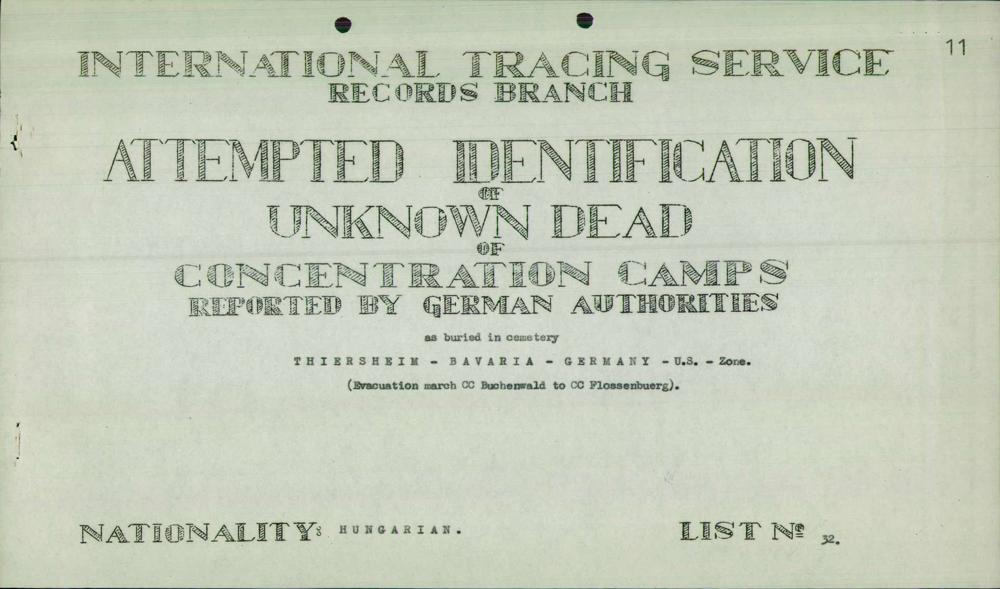 11
INTERNATIONAL TRACING SERVICE
RECORDS BRANCH
ATTEMPTED IDENTIFICATION
OF
UNKNOWN DEAD
OF
CONCENTRATION CAMPS
REPORTED BY GERMAN AUTHORITIES
as buried in cemetery
THIERSHEIM - BAVARIA - GERMANY - U.S. - Zone.
(Evacuation march CC Buchenwald to CC Flossenbuerg).
NATIONALITY: HUNGARIAN. LIST Nº 32.